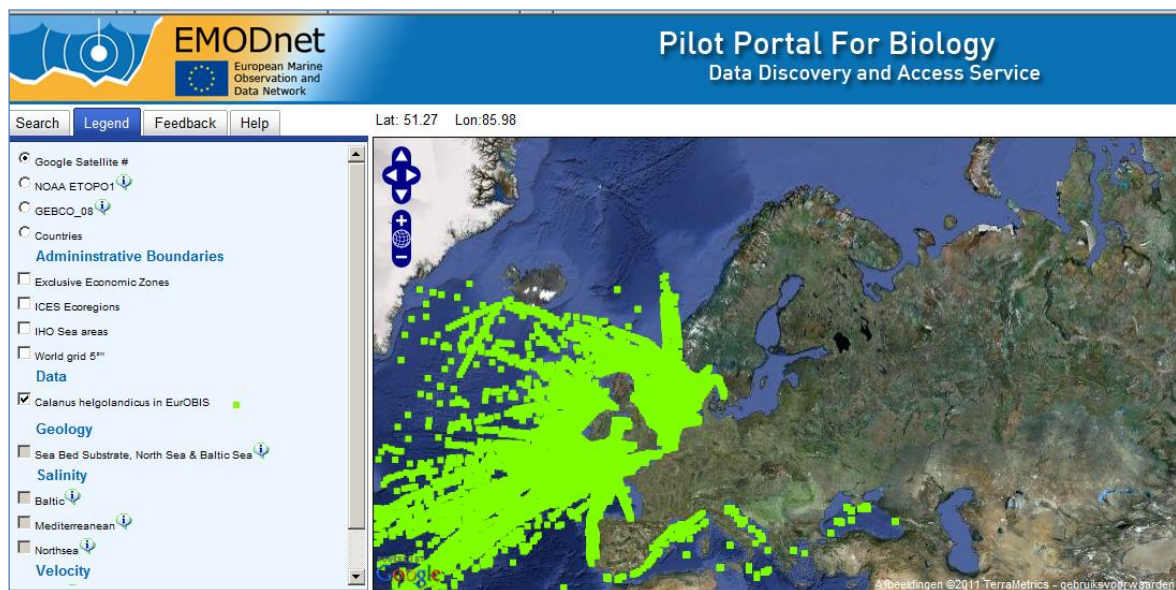 EMODnet
European Marine
Observation and
Data Network
Pilot Portal For Biology
Data Discovery and Access Service
Search Legend Feedback Help
Lat: 51.27 Lon:85.98
Google Satellite #
NOAA ETOPO1
GEBCO_08
Countries
Admininstrative Boundaries
Exclusive Economic Zones
ICES Ecoregions
IHO Sea areas
World grid 5°
Data
Calanus helgolandicus in EurOBIS
Geology
Sea Bed Substrate, North Sea & Baltic Sea
Salinity
Baltic
Mediterreanean
Northsea
Velocity
Google
Afbeeldingen ©2011 TerraMetrics - gebruiksvoorwaarden